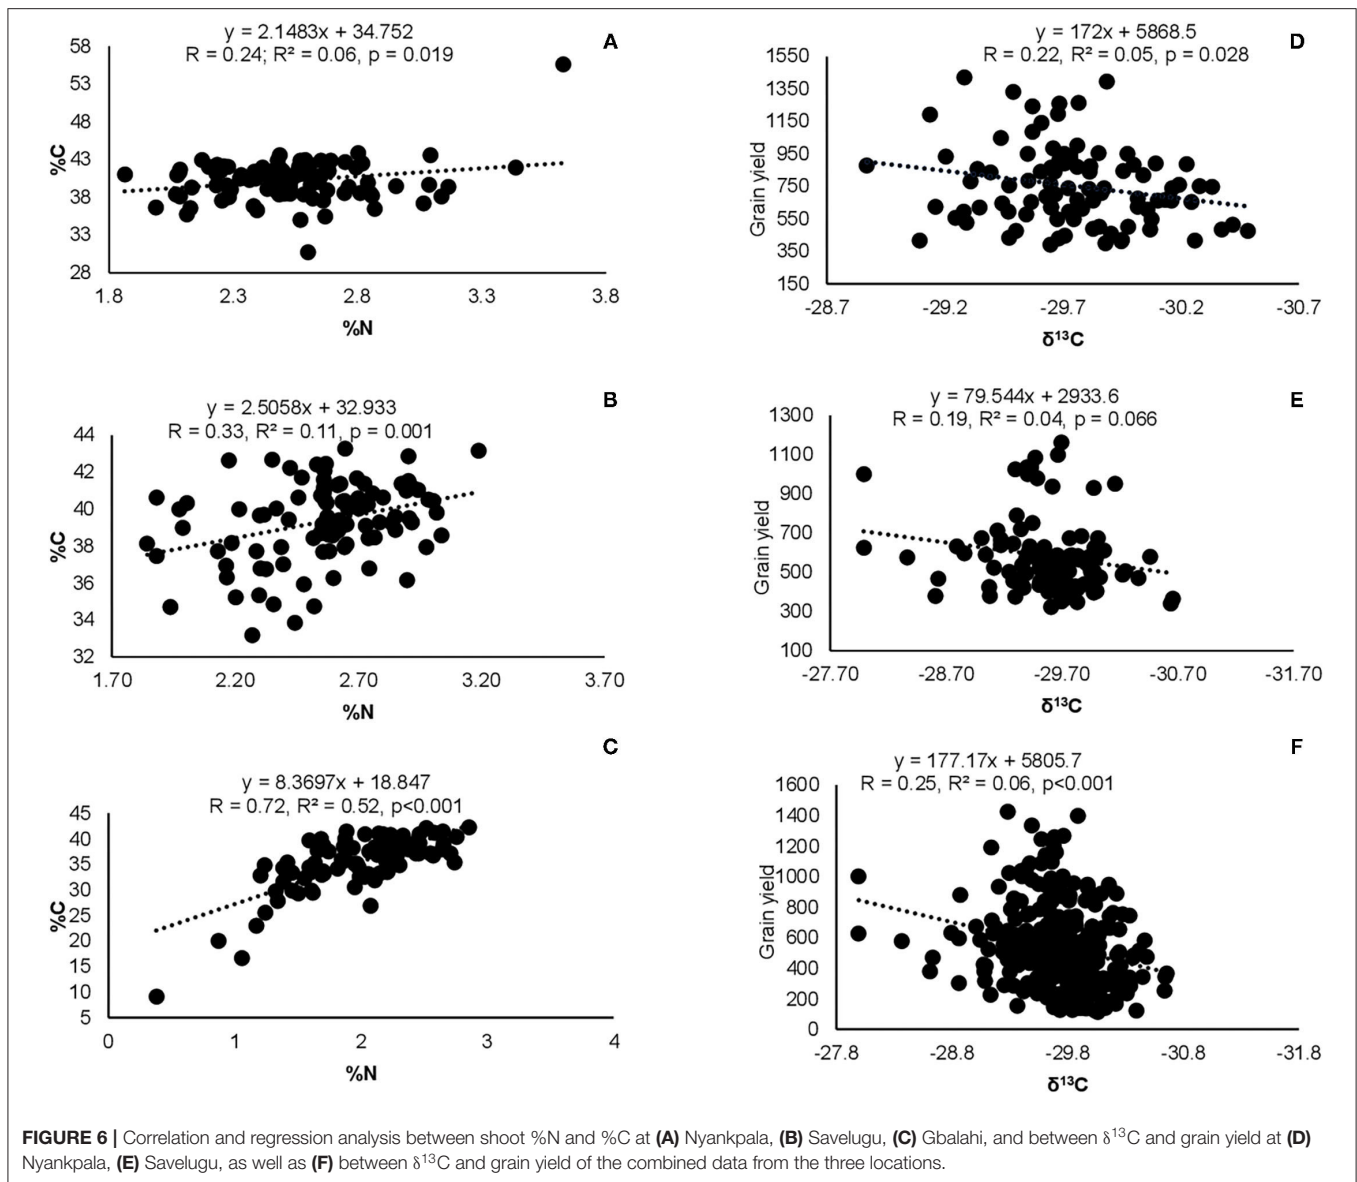 y = 2.1483x + 34.752
R = 0.24; R² = 0.06, p = 0.019
A
58
53
48
43
38
33
28
%C
1.8 2.3 2.8 3.3 3.8
%N
y = 172x + 5868.5
R = 0.22, R² = 0.05, p = 0.028
D
1550
1350
1150
950
750
550
350
150
Grain yield
-28.7 -29.2 -29.7 -30.2 -30.7
δ¹³C
y = 2.5058x + 32.933
R = 0.33, R² = 0.11, p = 0.001
B
44
42
40
38
36
34
32
%C
1.70 2.20 2.70 3.20 3.70
%N
y = 79.544x + 2933.6
R = 0.19, R² = 0.04, p = 0.066
E
1300
1100
900
700
500
300
100
Grain yield
-27.70 -28.70 -29.70 -30.70 -31.70
δ¹³C
C
y = 8.3697x + 18.847
R = 0.72, R² = 0.52, p<0.001
45
40
35
30
25
20
15
10
5
%C
0 1 2 3 4
%N
F
y = 177.17x + 5805.7
R = 0.25, R² = 0.06, p<0.001
1600
1400
1200
1000
800
600
400
200
0
Grain yield
-27.8 -28.8 -29.8 -30.8 -31.8
δ¹³C
FIGURE 6 | Correlation and regression analysis between shoot %N and %C at (A) Nyankpala, (B) Savelugu, (C) Gbalahi, and between δ¹³C and grain yield at (D)
Nyankpala, (E) Savelugu, as well as (F) between δ¹³C and grain yield of the combined data from the three locations.